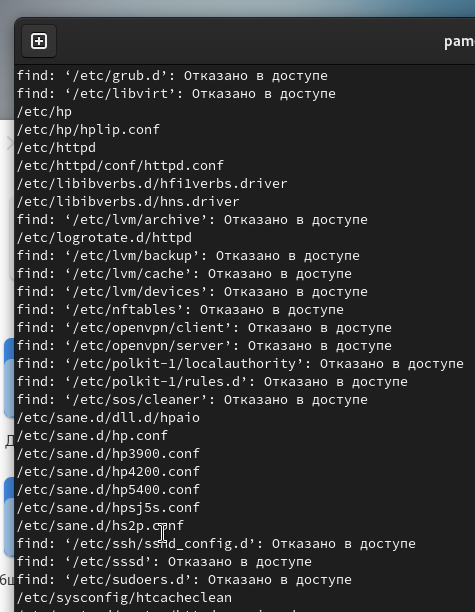 pam
find: ‘/etc/grub.d’: Отказано в доступе
find: ‘/etc/libvirt’: Отказано в доступе
/etc/hp
/etc/hp/hplip.conf
/etc/httpd
/etc/httpd/conf/httpd.conf
/etc/libibverbs.d/hfi1verbs.driver
/etc/libibverbs.d/hns.driver
find: ‘/etc/lvm/archive’: Отказано в доступе
/etc/logrotate.d/httpd
find: ‘/etc/lvm/backup’: Отказано в доступе
find: ‘/etc/lvm/cache’: Отказано в доступе
find: ‘/etc/lvm/devices’: Отказано в доступе
find: ‘/etc/nftables’: Отказано в доступе
find: ‘/etc/openvpn/client’: Отказано в доступе
find: ‘/etc/openvpn/server’: Отказано в доступе
find: ‘/etc/polkit-1/localauthority’: Отказано в доступе
find: ‘/etc/polkit-1/rules.d’: Отказано в доступе
find: ‘/etc/sos/cleaner’: Отказано в доступе
/etc/sane.d/dll.d/hpaio
/etc/sane.d/hp.conf
/etc/sane.d/hp3900.conf
/etc/sane.d/hp4200.conf
/etc/sane.d/hp5400.conf
/etc/sane.d/hpsj5s.conf
/etc/sane.d/hs2p.conf
find: ‘/etc/ssh/sshd_config.d’: Отказано в доступе
find: ‘/etc/sssd’: Отказано в доступе
find: ‘/etc/sudoers.d’: Отказано в доступе
/etc/sysconfig/htcacheclean